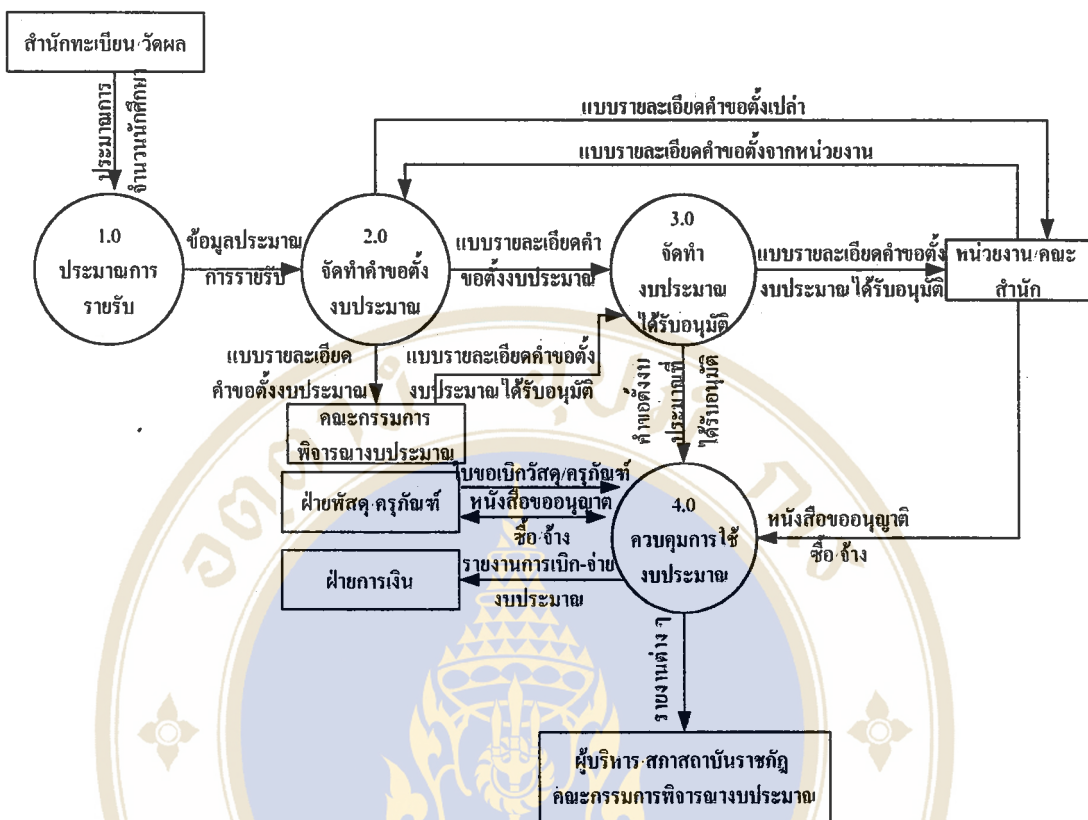 สำนักทะเบียน วัดผล
ประมาณการ
จำนวนนักศึกษา
แบบรายละเอียดคำขอตั้งเปล่า
แบบรายละเอียดคำขอตั้งจากหน่วยงาน
1.0
ประมาณการ
รายรับ
ข้อมูลประมาณ
การรายรับ
2.0
จัดทำคำขอตั้ง
งบประมาณ
แบบรายละเอียดคำ
ขอตั้งงบประมาณ
3.0
จัดทำ
งบประมาณ
ได้รับอนุมัติ
แบบรายละเอียดคำขอตั้ง
งบประมาณได้รับอนุมัติ
หน่วยงาน/คณะ
สำนัก
แบบรายละเอียด
คำขอตั้งงบประมาณ
แบบรายละเอียดคำขอตั้ง
งบประมาณได้รับอนุมัติ
คำขอตั้งงบ
ประมาณที่
ได้รับอนุมัติ
คณะกรรมการ
พิจารณางบประมาณ
ฝ่ายพัสดุ ครุภัณฑ์
ใบขอเบิกวัสดุ/ครุภัณฑ์
หนังสือขออนุญาต
ซื้อ จ้าง
4.0
ควบคุมการใช้
งบประมาณ
หนังสือขออนุญาติ
ซื้อ จ้าง
ฝ่ายการเงิน
รายงานการเบิก-จ่าย
งบประมาณ
รายงานต่าง ๆ
ผู้บริหาร สภาสถาบันราชภัฏ
คณะกรรมการพิจารณางบประมาณ